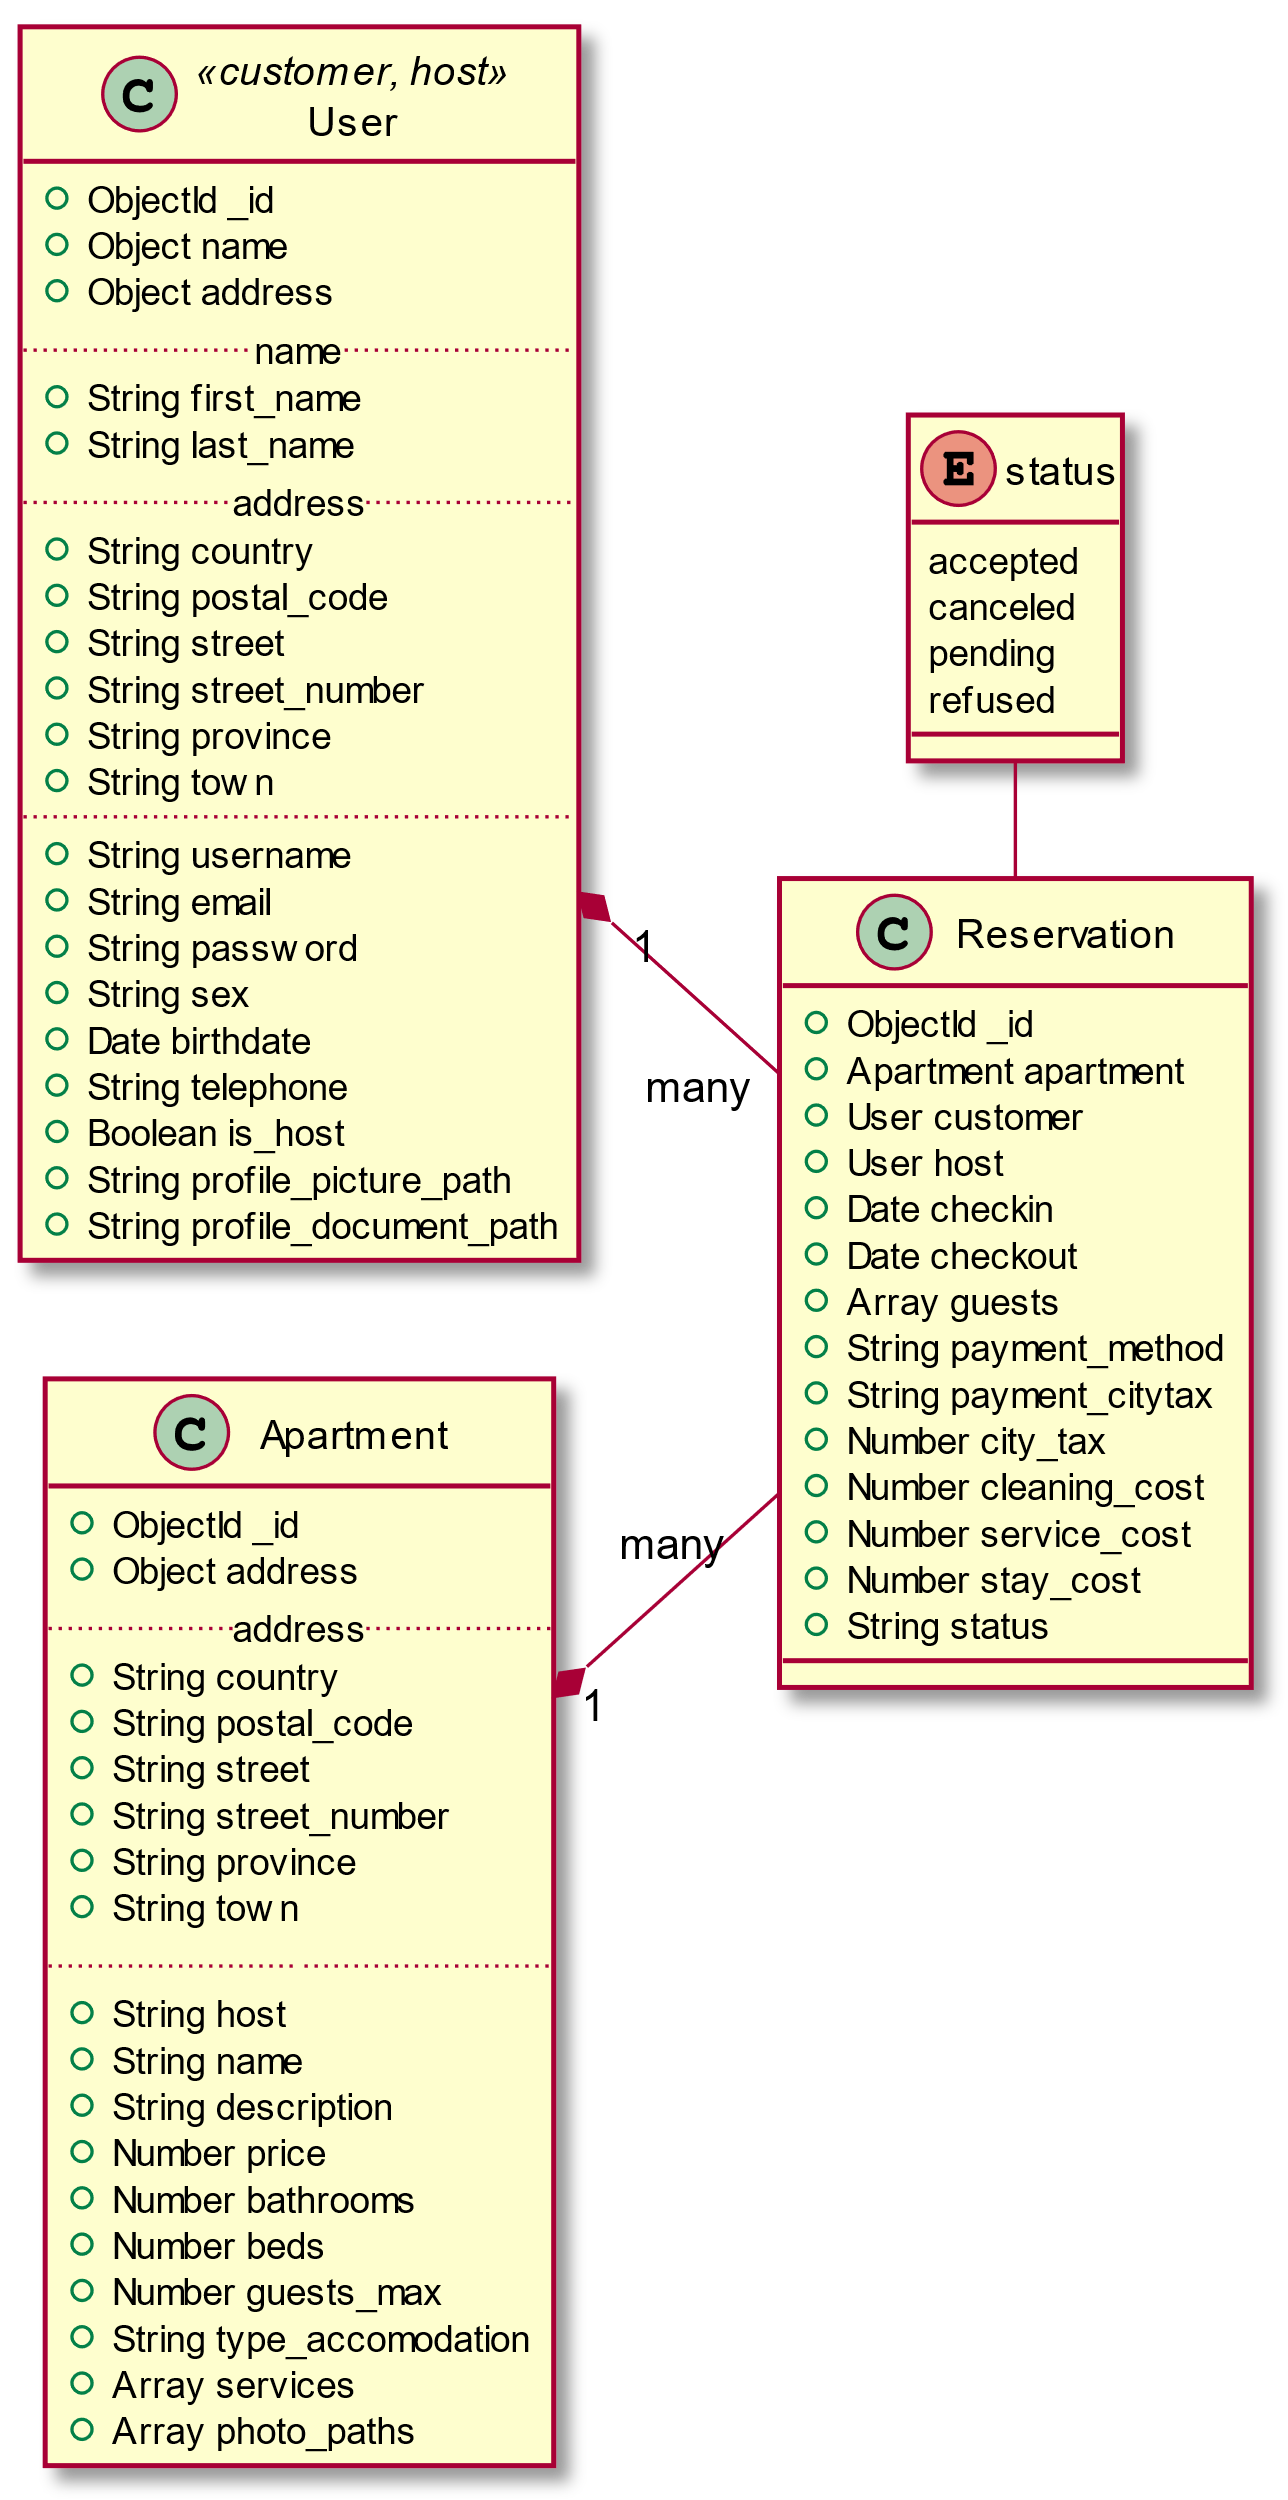 C
«customer, host»
User
ObjectId _id
Object name
Object address
name
String first_name
String last_name
address
String country
String postal_code
String street
String street_number
String province
String town
String username
String email
String password
String sex
Date birthdate
String telephone
Boolean is_host
String profile_picture_path
String profile_document_path
E status
accepted
canceled
pending
refused
1
many
C Reservation
ObjectId _id
Apartment apartment
User customer
User host
Date checkin
Date checkout
Array guests
String payment_method
String payment_citytax
Number city_tax
Number cleaning_cost
Number service_cost
Number stay_cost
String status
many
1
C Apartment
ObjectId _id
Object address
address
String country
String postal_code
String street
String street_number
String province
String town
String host
String name
String description
Number price
Number bathrooms
Number beds
Number guests_max
String type_accomodation
Array services
Array photo_paths